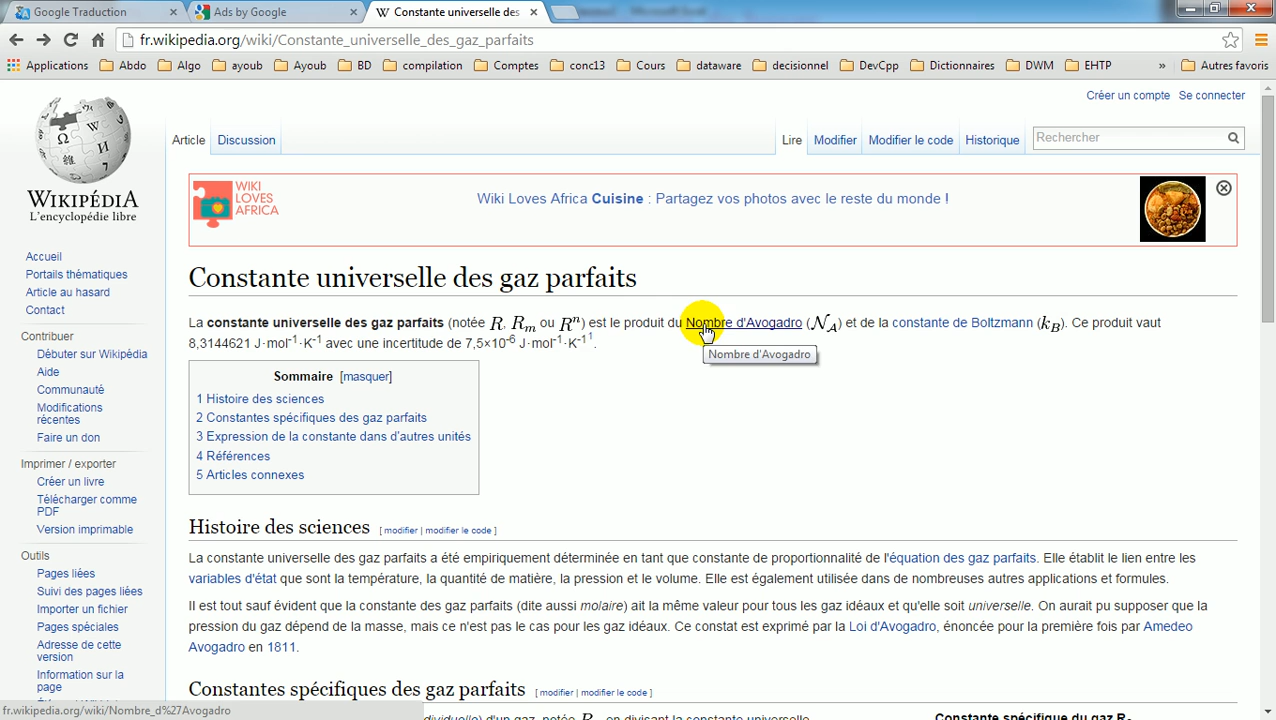 Google Traduction
Ads by Google
Constante universelle des
fr.wikipedia.org/wiki/Constante_universelle_des_gaz_parfaits
Applications Abdo Algo ayoub Ayoub BD compilation Comptes conc13 Cours dataware decisionnel DevCpp Dictionnaires DWM EHTP » Autres favoris
Créer un compte Se connecter
Article Discussion Lire Modifier Modifier le code Historique Rechercher
WIKIPÉDIA
L'encyclopédie libre
WIKI
LOVES
AFRICA
Wiki Loves Africa Cuisine : Partagez vos photos avec le reste du monde !
Accueil
Portails thématiques
Article au hasard
Contact
Contribuer
Débuter sur Wikipédia
Aide
Communauté
Modifications
récentes
Faire un don
Imprimer / exporter
Créer un livre
Télécharger comme
PDF
Version imprimable
Outils
Pages liées
Suivi des pages liées
Importer un fichier
Pages spéciales
Adresse de cette
version
Information sur la
page
Constante universelle des gaz parfaits
La constante universelle des gaz parfaits (notée R, R_m ou R^n) est le produit du Nombre d'Avogadro (N_A) et de la constante de Boltzmann (k_B). Ce produit vaut
8,3144621 J·mol⁻¹·K⁻¹ avec une incertitude de 7,5×10⁻⁶ J·mol⁻¹·K⁻¹ ¹.
Nombre d'Avogadro
Sommaire [masquer]
1 Histoire des sciences
2 Constantes spécifiques des gaz parfaits
3 Expression de la constante dans d'autres unités
4 Références
5 Articles connexes
Histoire des sciences [ modifier | modifier le code ]
La constante universelle des gaz parfaits a été empiriquement déterminée en tant que constante de proportionnalité de l'équation des gaz parfaits. Elle établit le lien entre les
variables d'état que sont la température, la quantité de matière, la pression et le volume. Elle est également utilisée dans de nombreuses autres applications et formules.
Il est tout sauf évident que la constante des gaz parfaits (dite aussi molaire) ait la même valeur pour tous les gaz idéaux et qu'elle soit universelle. On aurait pu supposer que la
pression du gaz dépend de la masse, mais ce n'est pas le cas pour les gaz idéaux. Ce constat est exprimé par la Loi d'Avogadro, énoncée pour la première fois par Amedeo
Avogadro en 1811.
Constantes spécifiques des gaz parfaits [ modifier | modifier le code ]
d'un gaz, notée R, en divisant la constante universelle
Constante spécifique du gaz R
fr.wikipedia.org/wiki/Nombre_d%27Avogadro